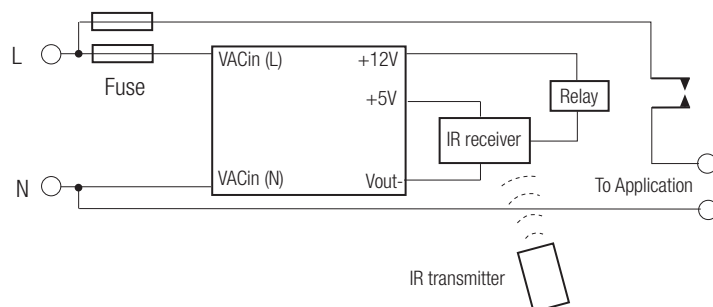 L
Fuse
VACin (L)
+12V
+5V
Relay
IR receiver
N
VACin (N)
Vout-
To Application
IR transmitter